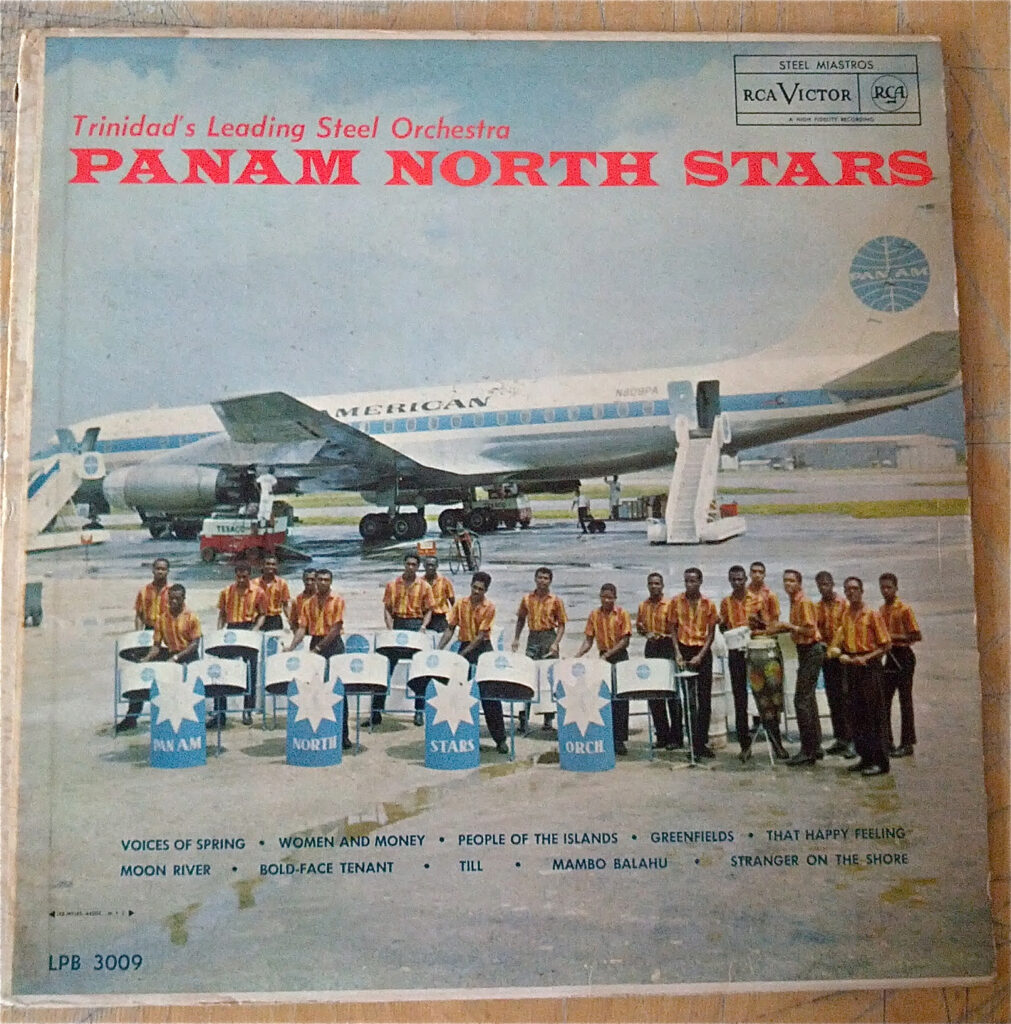 STEEL MIASTROS
RCA VICTOR
RCA
A HIGH FIDELITY RECORDING
Trinidad's Leading Steel Orchestra
PANAM NORTH STARS
PAN AM
MERICAN
N809PA
TEXACO
PAN AM
NORTH
STARS
ORCH.
VOICES OF SPRING • WOMEN AND MONEY • PEOPLE OF THE ISLANDS • GREENFIELDS • THAT HAPPY FEELING
MOON RIVER • BOLD-FACE TENANT • TILL • MAMBO BALAHU • STRANGER ON THE SHORE
LPB 3009